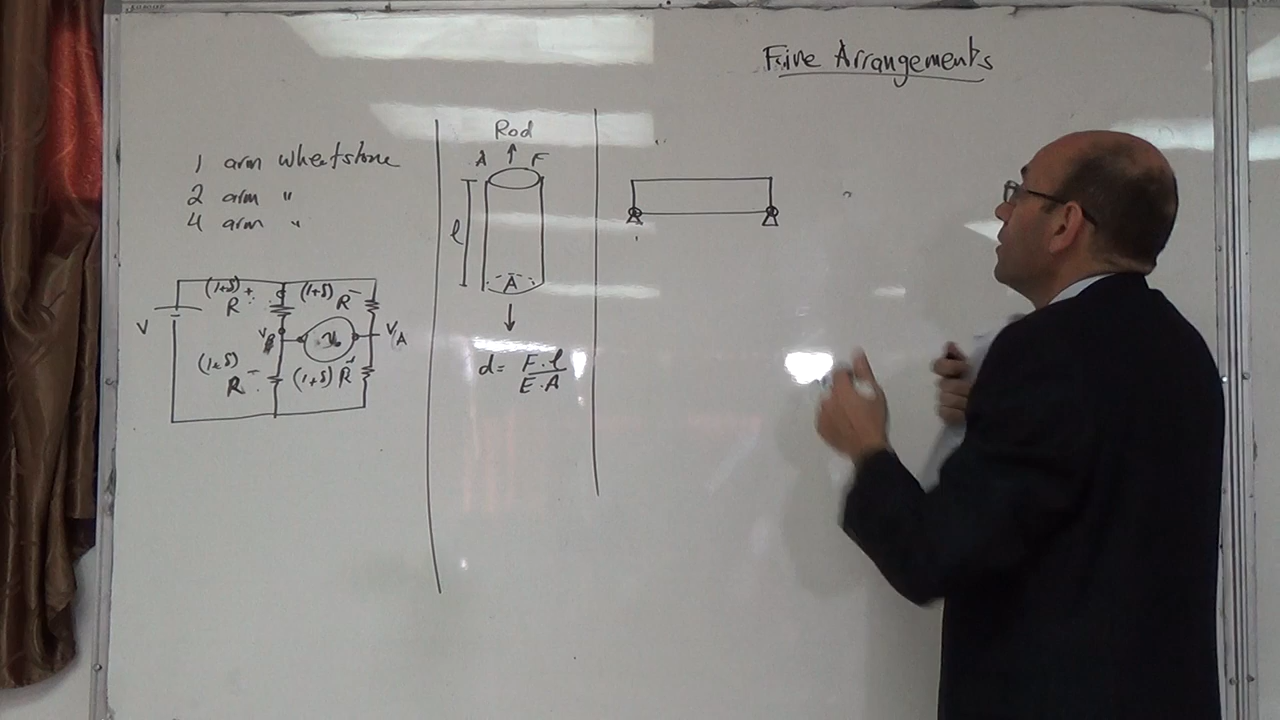 Five Arrangements
1 arm wheatstone
2 arm "
4 arm "
(1+δ) + R
(1+δ) R -
V
V_B
V_A
(1+δ) R -
(1+δ) R +
Rod
A ↑ F
l
A
d = F.l / E.A